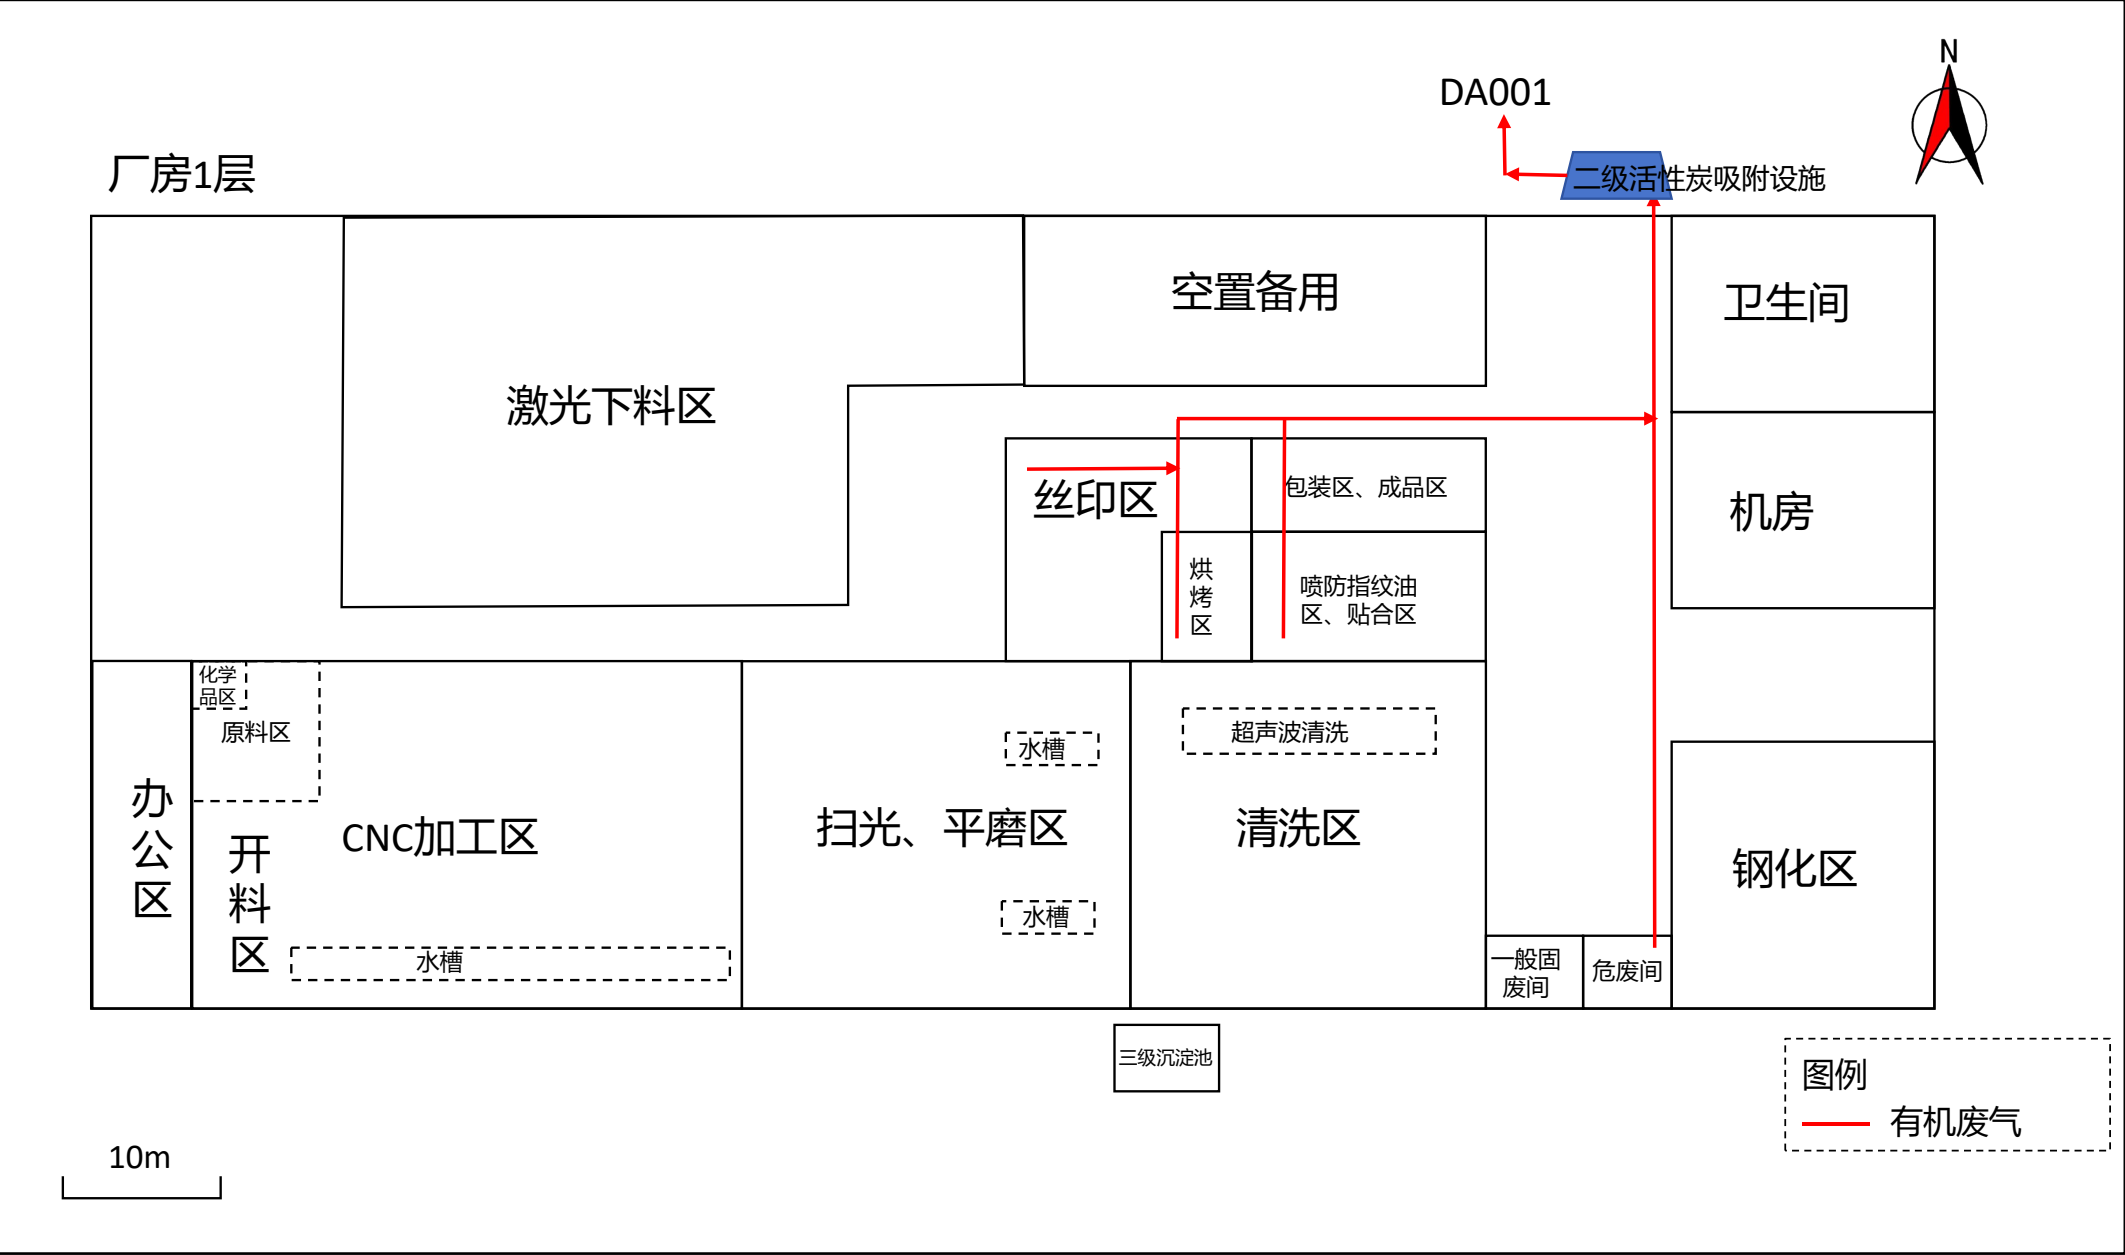 N
DA001
厂房1层
二级活性炭吸附设施
空置备用
卫生间
激光下料区
丝印区
包装区、成品区
机房
烘
烤
区
喷防指纹油
区、贴合区
化学
品区
原料区
超声波清洗
水槽
办
公
区
开
料
区
CNC加工区
扫光、平磨区
清洗区
钢化区
水槽
水槽
一般固
废间
危废间
三级沉淀池
图例
有机废气
10m